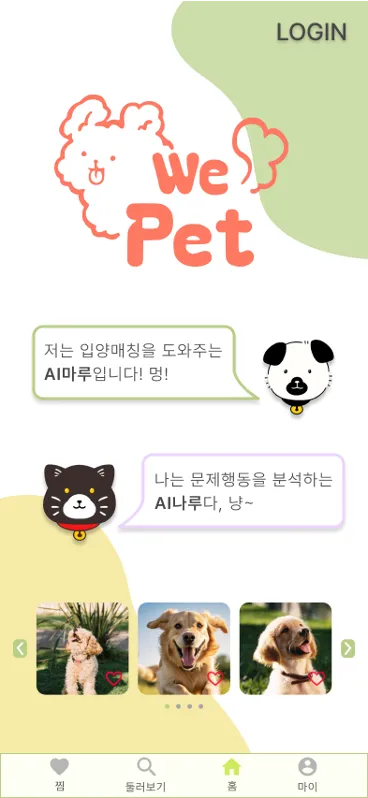 LOGIN
We
Pet
저는 입양매칭을 도와주는
AI마루입니다! 멍!
나는 문제행동을 분석하는
AI나루다, 냥~
찜
둘러보기
홈
마이